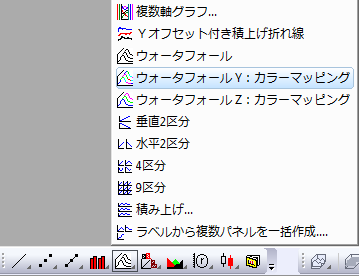 複数軸グラフ...
Ｙオフセット付き積上げ折れ線
ウォータフォール
ウォータフォールＹ：カラーマッピング
ウォータフォールＺ：カラーマッピング
垂直2区分
水平2区分
4区分
9区分
積み上げ...
ラベルから複数パネルを一括作成....